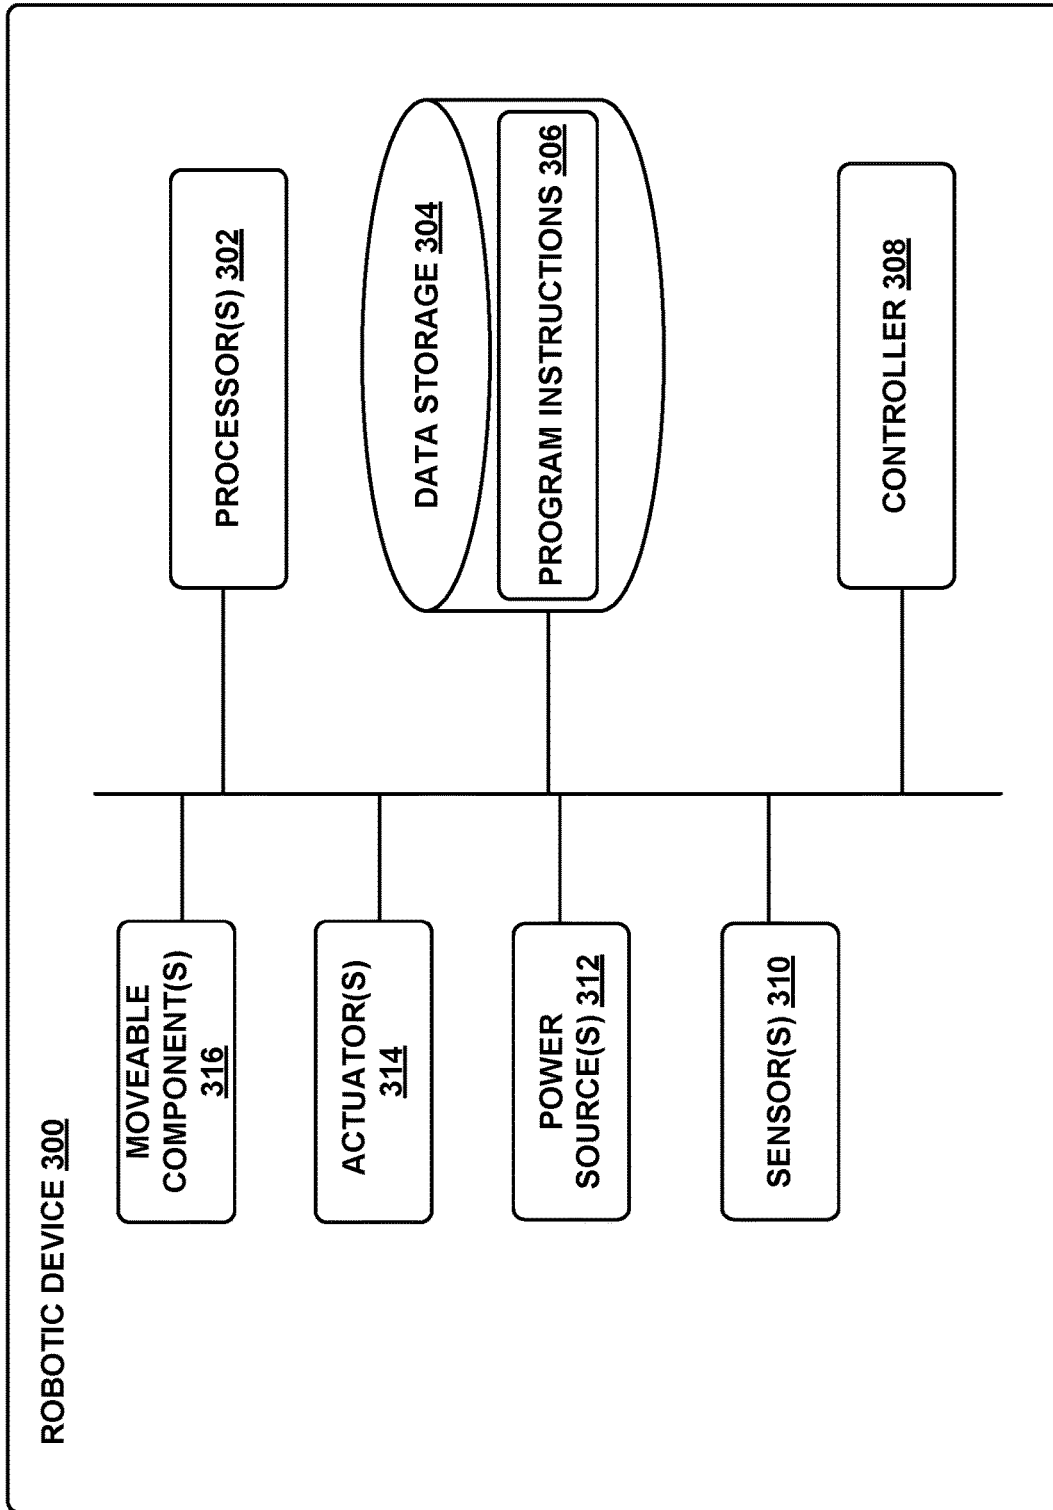 ROBOTIC DEVICE 300
MOVEABLE
COMPONENT(S)
316
ACTUATOR(S)
314
POWER
SOURCE(S) 312
SENSOR(S) 310
PROCESSOR(S) 302
DATA STORAGE 304
PROGRAM INSTRUCTIONS 306
CONTROLLER 308